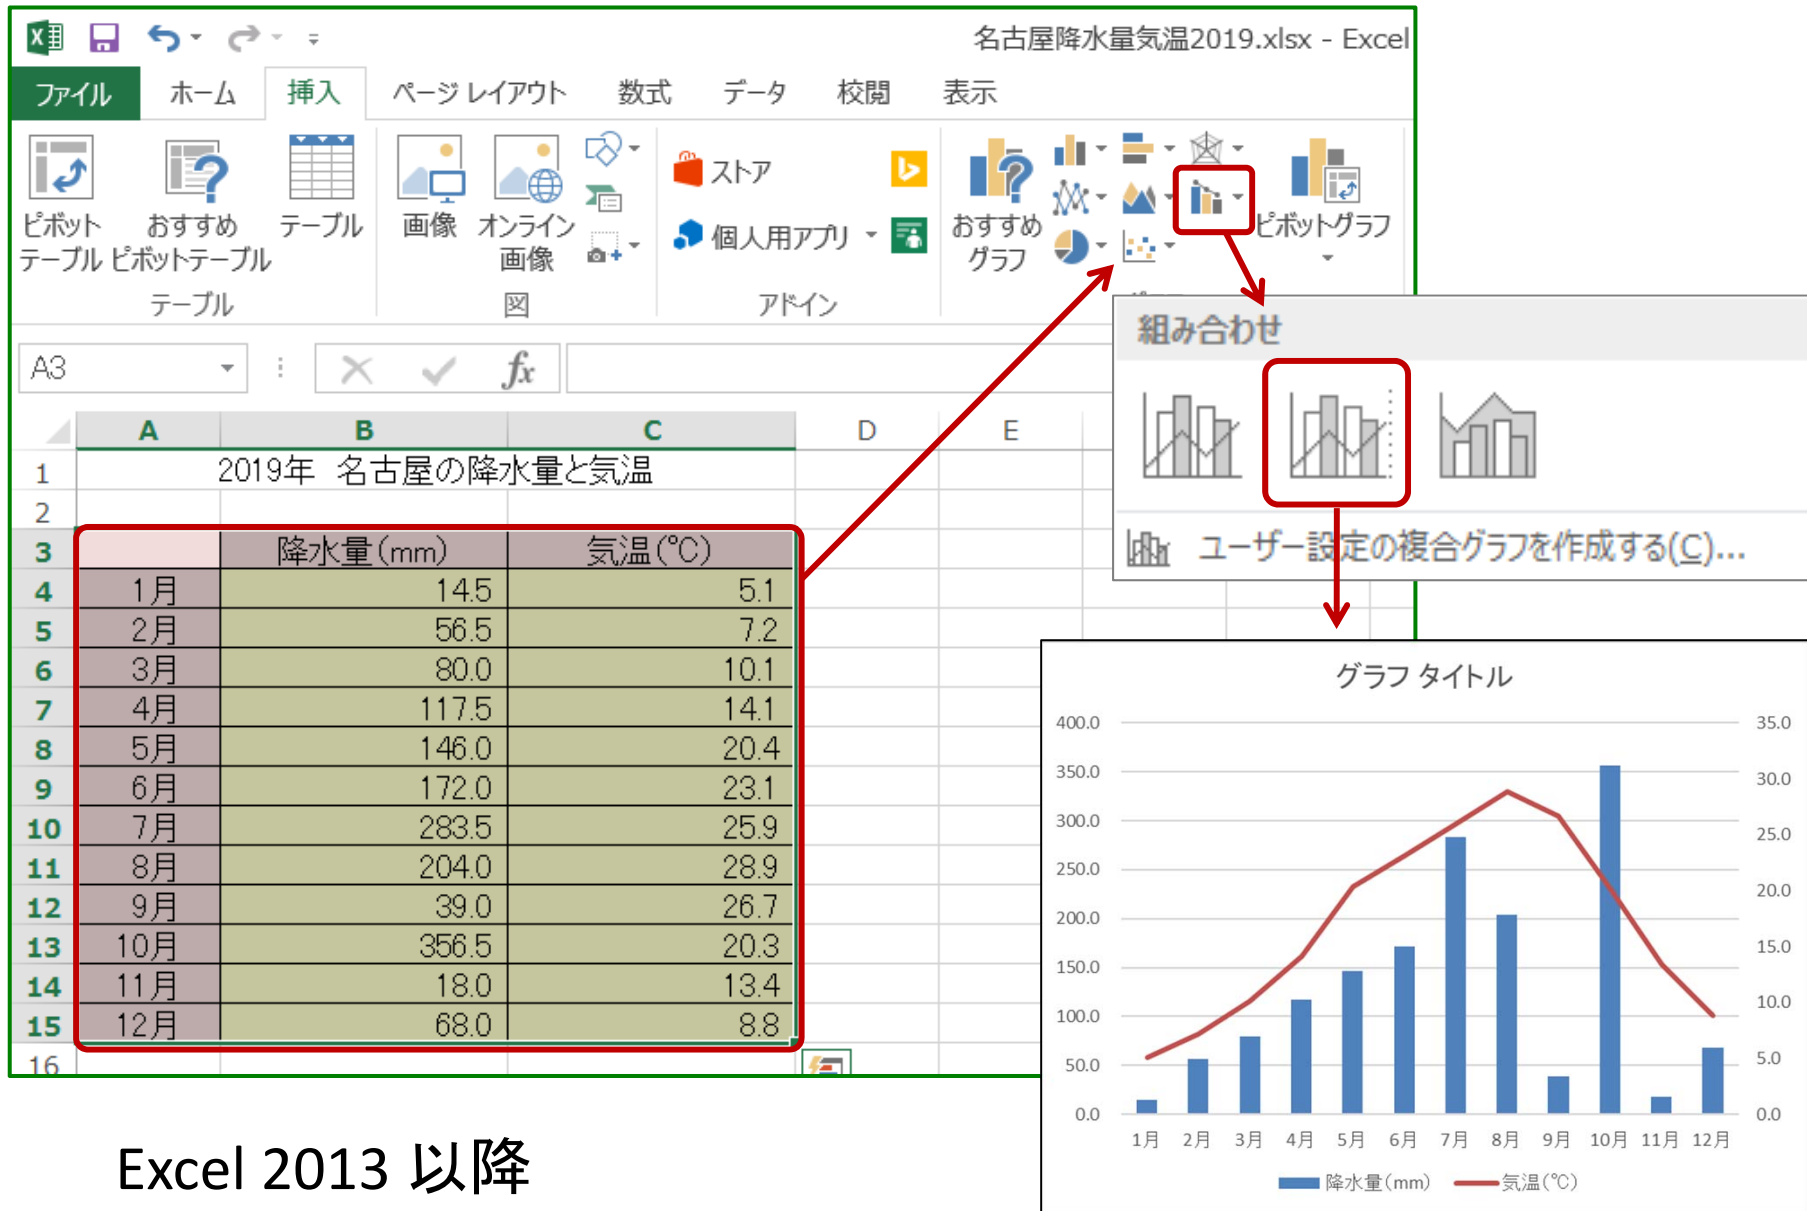 名古屋降水量気温2019.xlsx - Excel
ファイル ホーム 挿入 ページ レイアウト 数式 データ 校閲 表示
ピボット
テーブル
おすすめ
ピボットテーブル
テーブル
画像
オンライン
画像
ストア
個人用アプリ
おすすめ
グラフ
ピボットグラフ
テーブル 図 アドイン
組み合わせ
ユーザー設定の複合グラフを作成する(C)...
A3 fx
A B C D E
1 2019年 名古屋の降水量と気温
2
3 降水量(mm) 気温(℃)
4 1月 14.5 5.1
5 2月 56.5 7.2
6 3月 80.0 10.1
7 4月 117.5 14.1
8 5月 146.0 20.4
9 6月 172.0 23.1
10 7月 283.5 25.9
11 8月 204.0 28.9
12 9月 39.0 26.7
13 10月 356.5 20.3
14 11月 18.0 13.4
15 12月 68.0 8.8
16
グラフ タイトル
400.0 35.0
350.0 30.0
300.0 25.0
250.0 20.0
200.0 15.0
150.0 10.0
100.0 5.0
50.0 0.0
0.0
1月 2月 3月 4月 5月 6月 7月 8月 9月 10月 11月 12月
降水量(mm) 気温(℃)
Excel 2013 以降